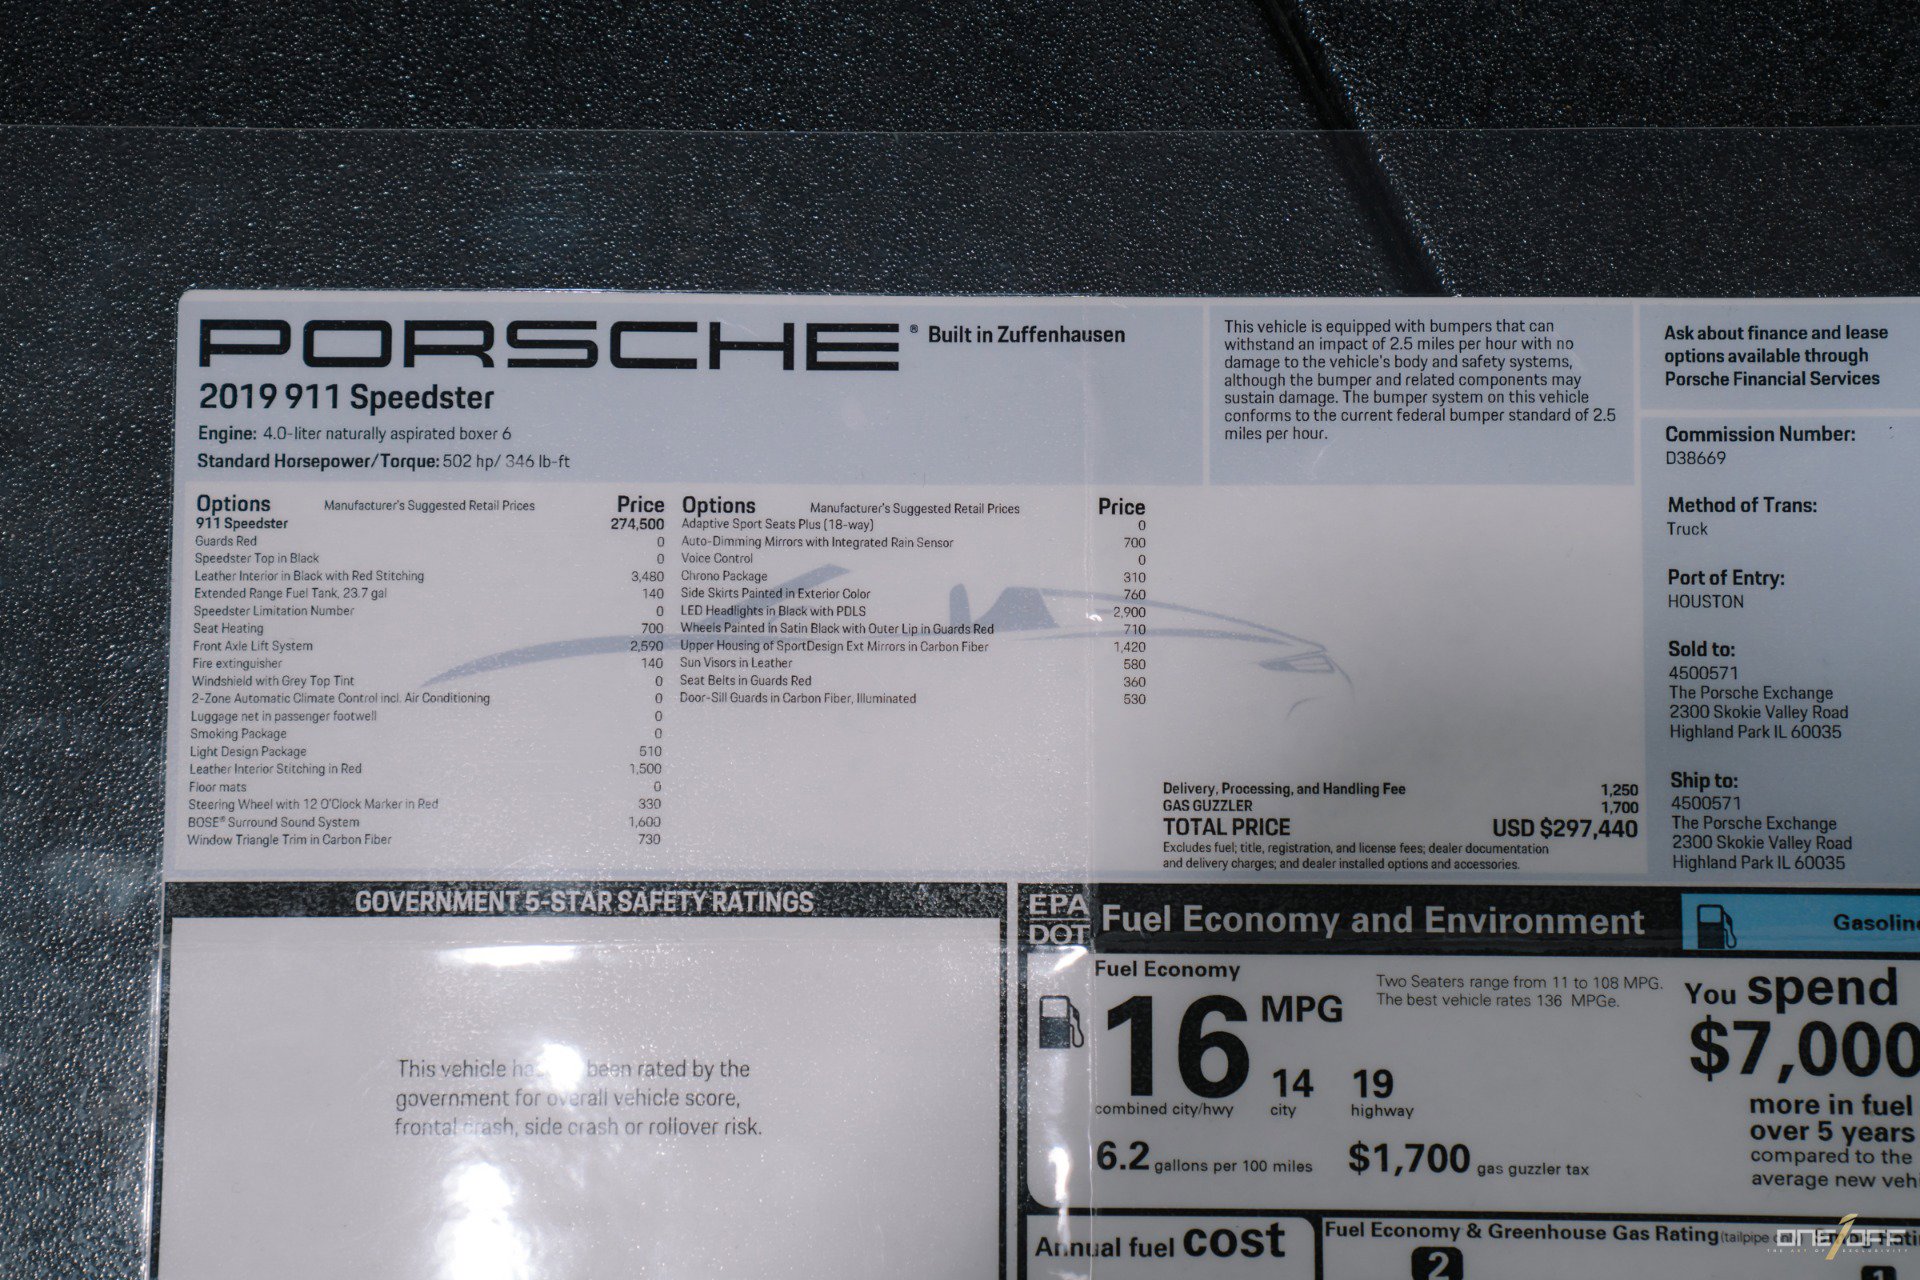 PORSCHE® Built in Zuffenhausen
2019 911 Speedster
Engine: 4.0-liter naturally aspirated boxer 6
Standard Horsepower/Torque: 502 hp/ 346 lb-ft
This vehicle is equipped with bumpers that can
withstand an impact of 2.5 miles per hour with no
damage to the vehicle's body and safety systems,
although the bumper and related components may
sustain damage. The bumper system on this vehicle
conforms to the current federal bumper standard of 2.5
miles per hour.
Ask about finance and lease
options available through
Porsche Financial Services
Commission Number:
D38669
Method of Trans:
Truck
Port of Entry:
HOUSTON
Sold to:
4500571
The Porsche Exchange
2300 Skokie Valley Road
Highland Park IL 60035
Ship to:
4500571
The Porsche Exchange
2300 Skokie Valley Road
Highland Park IL 60035
Options Manufacturer's Suggested Retail Prices Price
911 Speedster 274,500
Guards Red 0
Speedster Top in Black 0
Leather Interior in Black with Red Stitching 3,480
Extended Range Fuel Tank, 23.7 gal 140
Speedster Limitation Number 0
Seat Heating 700
Front Axle Lift System 2,590
Fire extinguisher 140
Windshield with Grey Top Tint 0
2-Zone Automatic Climate Control incl. Air Conditioning 0
Luggage net in passenger footwell 0
Smoking Package 0
Light Design Package 510
Leather Interior Stitching in Red 1,500
Floor mats 0
Steering Wheel with 12 O'Clock Marker in Red 330
BOSE® Surround Sound System 1,600
Window Triangle Trim in Carbon Fiber 730
Options Manufacturer's Suggested Retail Prices Price
Adaptive Sport Seats Plus (18-way) 0
Auto-Dimming Mirrors with Integrated Rain Sensor 700
Voice Control 0
Chrono Package 310
Side Skirts Painted in Exterior Color 760
LED Headlights in Black with PDLS 2,900
Wheels Painted in Satin Black with Outer Lip in Guards Red 710
Upper Housing of SportDesign Ext Mirrors in Carbon Fiber 1,420
Sun Visors in Leather 580
Seat Belts in Guards Red 360
Door-Sill Guards in Carbon Fiber, Illuminated 530
Delivery, Processing, and Handling Fee 1,250
GAS GUZZLER 1,700
TOTAL PRICE USD $297,440
Excludes fuel; title, registration, and license fees; dealer documentation
and delivery charges; and dealer installed options and accessories.
GOVERNMENT 5-STAR SAFETY RATINGS
This vehicle been rated by the
government for overall vehicle score,
frontal crash, side crash or rollover risk.
EPA
DOT
Fuel Economy and Environment
Gasoline
Fuel Economy
16 MPG
combined city/hwy
14
city
19
highway
Two Seaters range from 11 to 108 MPG.
The best vehicle rates 136 MPGe.
6.2 gallons per 100 miles
$1,700 gas guzzler tax
You spend
$7,000
more in fuel
over 5 years
compared to the
average new
Annual fuel cost
Fuel Economy & Greenhouse Gas Rating (tailpipe
2
1
ONE1OFF
THE ART OF EXCLUSIVITY